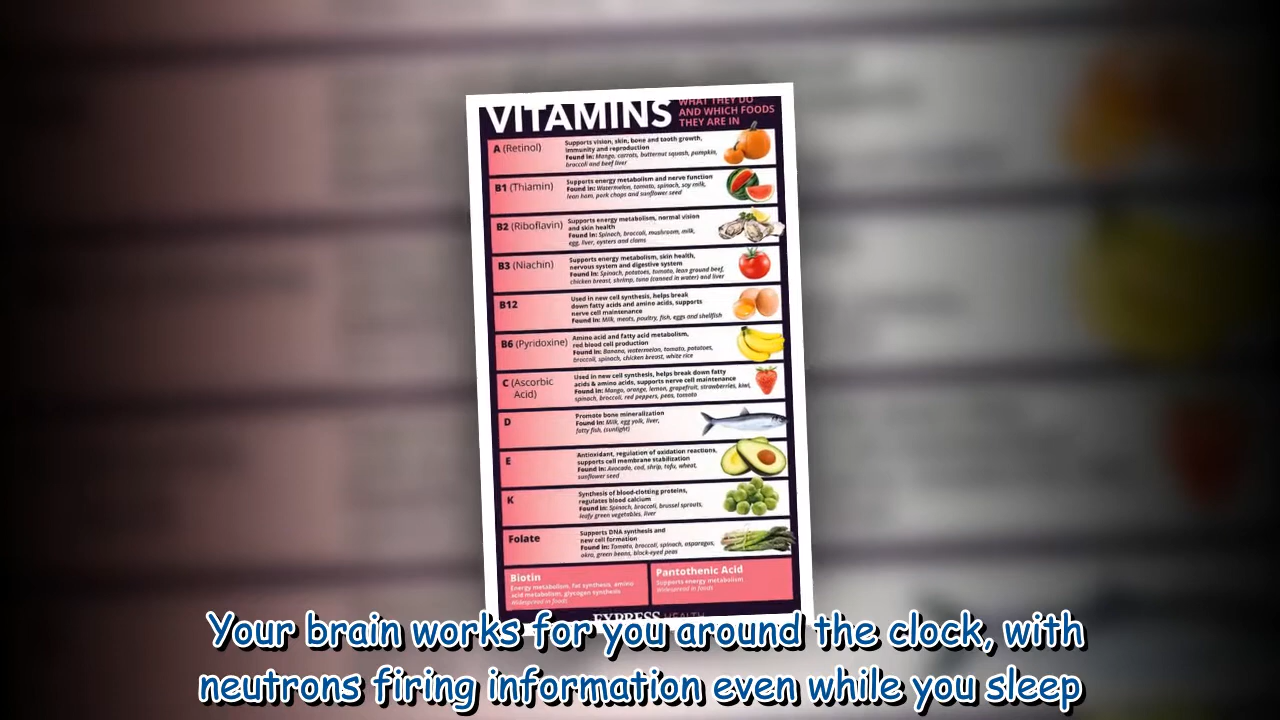 VITAMINS
WHAT THEY DO
AND WHICH FOODS
THEY ARE IN
A (Retinol)
Supports vision, skin, bone and tooth growth,
immunity and reproduction
Found in: Mango, carrots, butternut squash, pumpkin,
broccoli and beef liver
B1 (Thiamin)
Supports energy metabolism and nerve function
Found in: Watermelon, tomato, spinach, soy milk,
lean ham, pork chops and sunflower seed
B2 (Riboflavin)
Supports energy metabolism, normal vision
and skin health
Found in: Spinach, broccoli, mushroom, milk,
egg, liver, oysters and clams
B3 (Niachin)
Supports energy metabolism, skin health,
nervous system and digestive system
Found in: Spinach, potatoes, tomato, lean ground beef,
chicken breast, shrimp, tuna (canned in water) and liver
B12
Used in new cell synthesis, helps break
down fatty acids and amino acids, supports
nerve cell maintenance
Found in: Milk, meats, poultry, fish, eggs and shellfish
B6 (Pyridoxine)
Amino acid and fatty acid metabolism,
red blood cell production
Found in: Banana, watermelon, tomato, potatoes,
broccoli, spinach, chicken breast, white rice
C (Ascorbic
Acid)
Used in new cell synthesis, helps break down fatty
acids & amino acids, supports nerve cell maintenance
Found in: Mango, orange, lemon, grapefruit, strawberries, kiwi,
spinach, broccoli, red peppers, peas, tomato
D
Promote bone mineralization
Found in: Milk, egg yolk, liver,
fatty fish, (sunlight)
E
Antioxidant, regulation of oxidation reactions,
supports cell membrane stabilization
Found in: Avocado, cod, shrip, tofu, wheat,
sunflower seed
K
Synthesis of blood-clotting proteins,
regulates blood calcium
Found in: Spinach, broccoli, brussel sprouts,
leafy green vegetables, liver
Folate
Supports DNA synthesis and
new cell formation
Found in: Tomato, broccoli, spinach, asparagus,
okra, green beans, black-eyed peas
Biotin
Energy metabolism, fat synthesis, amino
acid metabolism, glycogen synthesis
Widespread in foods
Pantothenic Acid
Supports energy metabolism
Widespread in foods
EXPRESS HEALTH
Your brain works for you around the clock, with
neutrons firing information even while you sleep